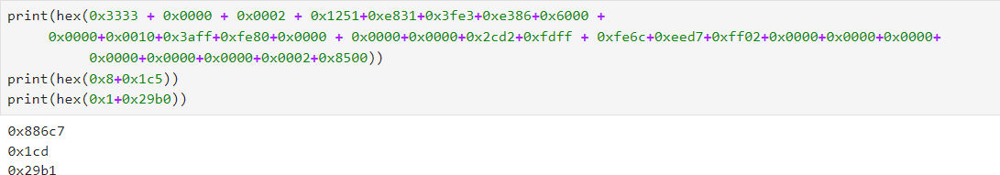 print(hex(0x3333 + 0x0000 + 0x0002 + 0x1251+0xe831+0x3fe3+0xe386+0x6000 +
0x0000+0x0010+0x3aff+0xfe80+0x0000 + 0x0000+0x0000+0x2cd2+0xfdff + 0xfe6c+0xeed7+0xff02+0x0000+0x0000+0x0000+
0x0000+0x0000+0x0000+0x0002+0x8500))
print(hex(0x8+0x1c5))
print(hex(0x1+0x29b0))
0x886c7
0x1cd
0x29b1